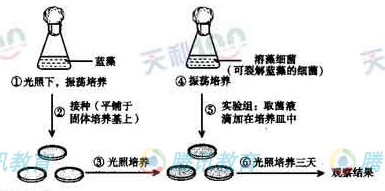 蓝藻
溶藻细菌
(可裂解蓝藻的细菌)
①光照下，振荡培养
④振荡培养
② 接种（平铺于
固体培养基上）
⑤ 实验组：取菌液
滴加在培养皿中
③光照培养
⑥光照培养三天
观察结果